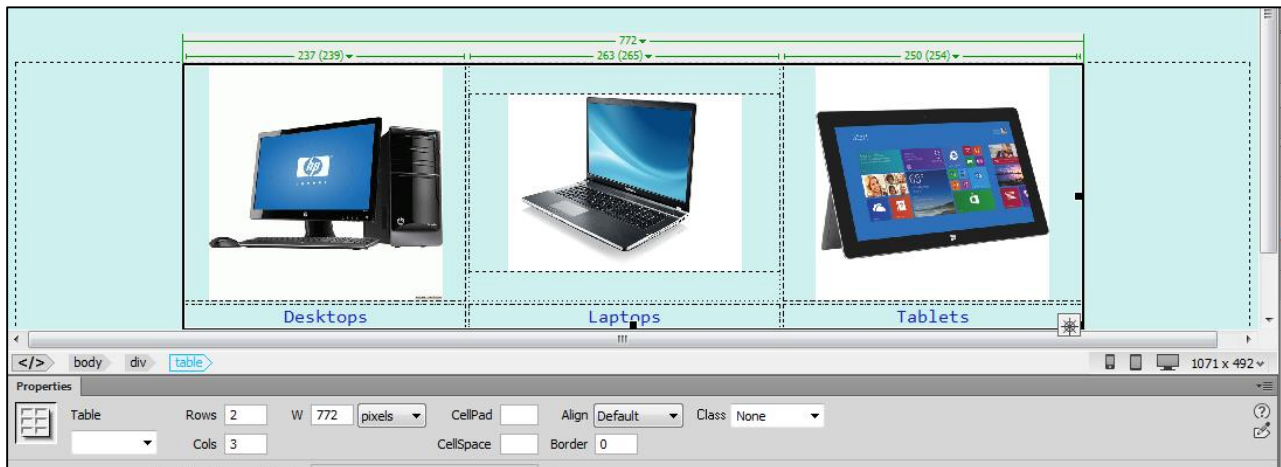 772
237 (239)
263 (265)
250 (254)
hp
Desktops
Laptops
Tablets
</>
body
div
table
1071 x 492
Properties
Table
Rows 2
W 772 pixels
CellPad
Align Default
Class None
Cols 3
CellSpace
Border 0